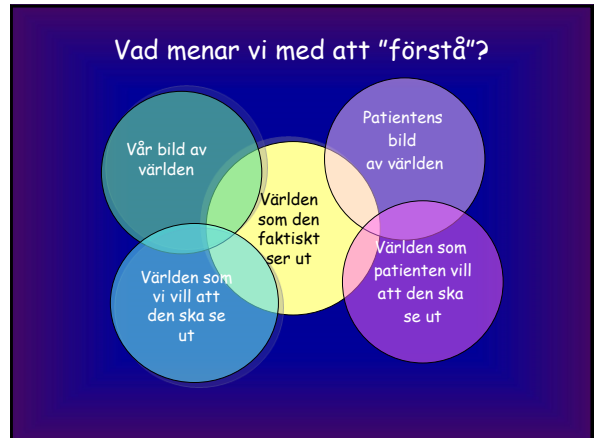 Vad menar vi med att ”förstå”?
Vår bild av
världen
Patientens
bild
av världen
Världen
som den
faktiskt
ser ut
Världen som
vi vill att
den ska se
ut
Världen som
patienten vill
att den ska
se ut